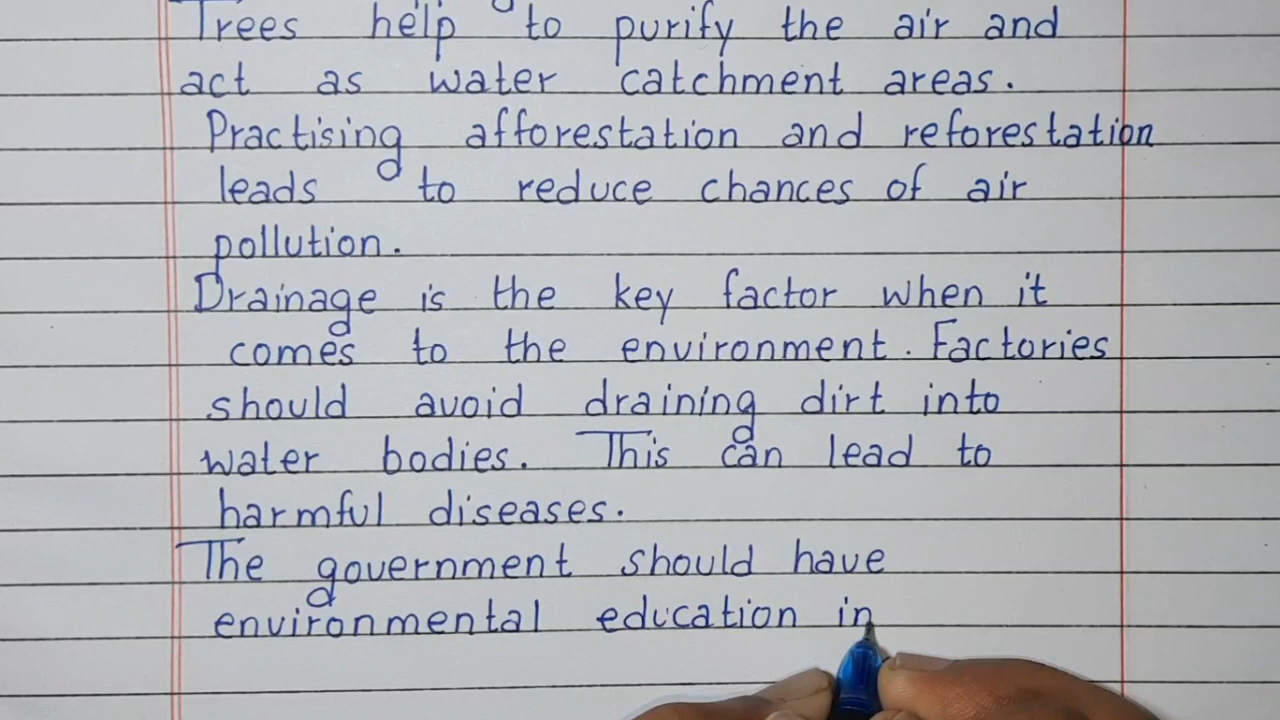 Trees help to purify the air and
act as water catchment areas.
Practising afforestation and reforestation
leads to reduce chances of air
pollution.
Drainage is the key factor when it
comes to the environment. Factories
should avoid draining dirt into
water bodies. This can lead to
harmful diseases.
The government should have
environmental education in